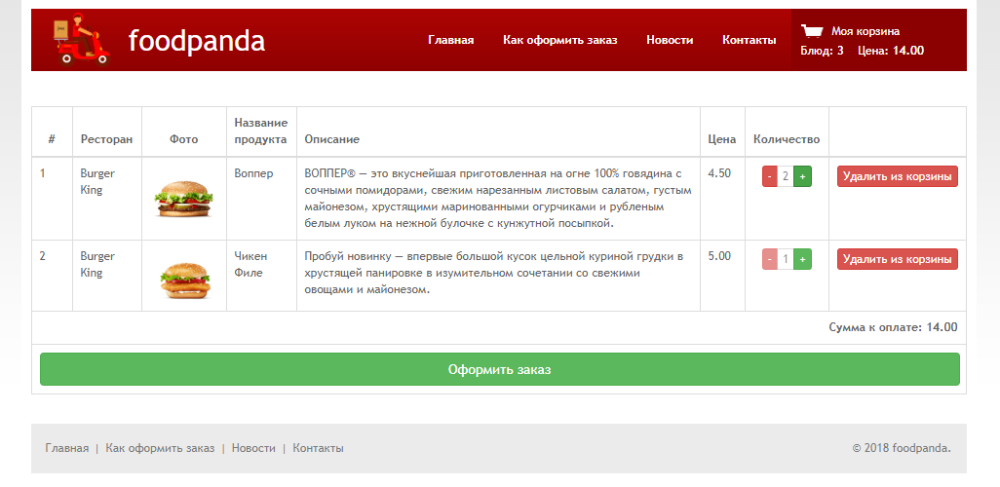 foodpanda
Главная Как оформить заказ Новости Контакты
Моя корзина
Блюд: 3 Цена: 14.00
# Ресторан Фото Название продукта Описание Цена Количество
1 Burger King Воппер
ВОППЕР® — это вкуснейшая приготовленная на огне 100% говядина с
сочными помидорами, свежим нарезанным листовым салатом, густым
майонезом, хрустящими маринованными огурчиками и рубленым
белым луком на нежной булочке с кунжутной посыпкой.
4.50 - 2 + Удалить из корзины
2 Burger King Чикен Филе
Пробуй новинку — впервые большой кусок цельной куриной грудки в
хрустящей панировке в изумительном сочетании со свежими
овощами и майонезом.
5.00 - 1 + Удалить из корзины
Сумма к оплате: 14.00
Оформить заказ
Главная | Как оформить заказ | Новости | Контакты
© 2018 foodpanda.